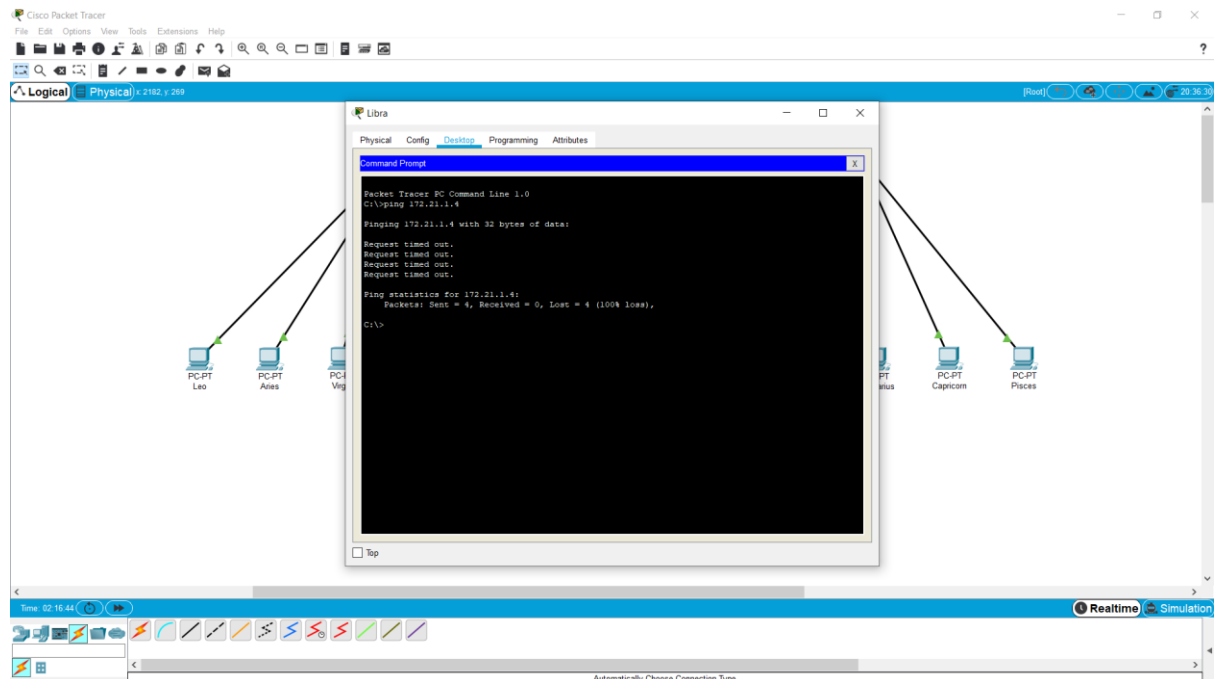 Cisco Packet Tracer
File Edit Options View Tools Extensions Help
?
Logical Physical x: 2182, y: 269
[Root] 20:36:30
Libra
Physical Config Desktop Programming Attributes
Command Prompt X
Packet Tracer PC Command Line 1.0
C:\>ping 172.21.1.4
Pinging 172.21.1.4 with 32 bytes of data:
Request timed out.
Request timed out.
Request timed out.
Request timed out.
Ping statistics for 172.21.1.4:
Packets: Sent = 4, Received = 0, Lost = 4 (100% loss),
C:\>
PC-PT
Leo
PC-PT
Aries
PC-
Virg
PT
arius
PC-PT
Capricorn
PC-PT
Pisces
Top
Time: 02:16:44
Realtime Simulation
Automatically Choose Connection Type